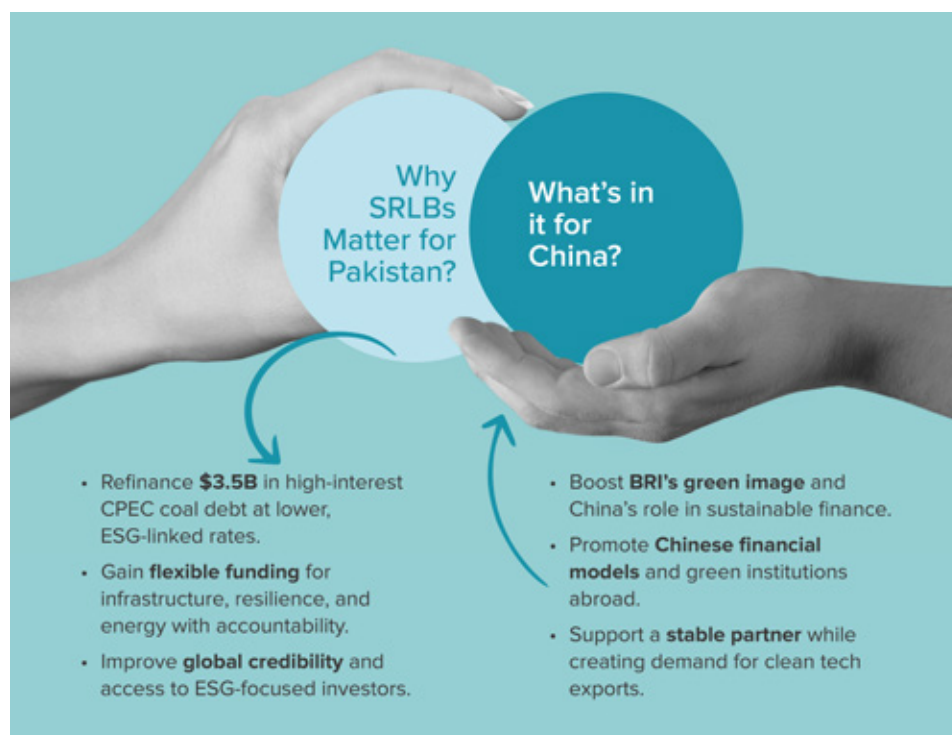 Why
SRLBs
Matter for
Pakistan?
What's in
it for
China?
• Refinance $3.5B in high-interest
CPEC coal debt at lower,
ESG-linked rates.
• Gain flexible funding for
infrastructure, resilience, and
energy with accountability.
• Improve global credibility and
access to ESG-focused investors.
• Boost BRI's green image and
China's role in sustainable finance.
• Promote Chinese financial
models and green institutions
abroad.
• Support a stable partner while
creating demand for clean tech
exports.